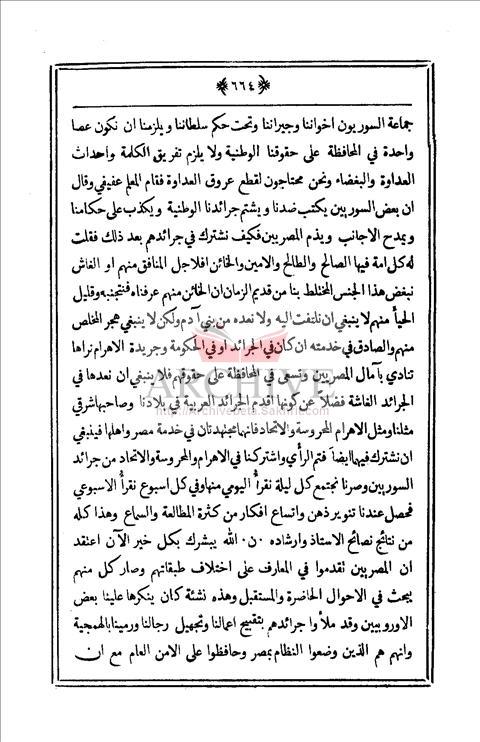 ﴿٦٦٤﴾
جماعة السوريون اخواننا وجيراننا وتحت حكم سلطاننا ويلزمنا ان نكون عصا
واحدة في المحافظة على حقوقنا الوطنية ولا يلزم تفريق الكلمة واحداث
العداوة والبغضاء ونحن محتاجون لقطع عروق العداوة فقام المعلم عفيفي وقال
ان بعض السوريين يكتب ضدنا ويشتم جرائدنا الوطنية ويكذب على حكامنا
ويمدح الاجانب ويذم المصريين فكيف نشترك في جرائدهم بعد ذلك فقلت
له كل امة فيها الصالح والطالح والامين والخائن افلاجل المنافق منهم او الغاش
نبغض هذا الجنس المختلط بنا من قديم الزمان ان الخائن منهم عرفناه فنتجنبه وقليل
الحيأ منهم لا ينبغي ان نلتفت اليه ولا نعده من بني آدم ولكن لا ينبغي هجر المخلص
منهم والصادق في خدمته ان كان في الجرائد او في الحكومة وجريدة الاهرام نراها
تنادي بآمال المصريين وتسعى في المحافظة على حقوقهم فلا ينبغي ان نعدها في
الجرائد الغاشة فضلاً عن كونها اقدم الجرائد العربية في بلادنا وصاحبها شرقي
مثلنا ومثل الاهرام المحروسة والاتحاد فانهما مجتهدتان في خدمة مصر واهلها فينبغي
ان نشترك فيها ايضاً فتم الرأي واشتركنا في الاهرام والمحروسة والاتحاد من جرائد
السوريين وصرنا نجتمع كل ليلة نقرأ اليومي منها وفي كل اسبوع نقرأ الاسبوعي
فحصل عندنا تنوير ذهن واتساع افكار من كثرة المطالعة والسماع وهذا كله
من نتائج نصائح الاستاذ وارشاده ٠ن٠ الله يبشرك بكل خير الآن اعتقد
ان المصريين تقدموا في المعارف على اختلاف طبقاتهم وصار كل منهم
يبحث في الاحوال الحاضرة والمستقبل وهذه نشئة كان ينكرها علينا بعض
الاوروبيين وقد ملأوا جرائدهم بتقبيح اعمالنا وتجهيل رجالنا ورمينا بالهمجية
وانهم هم الذين وضعوا النظام بمصر وحافظوا على الامن العام مع ان
ARCHIVE